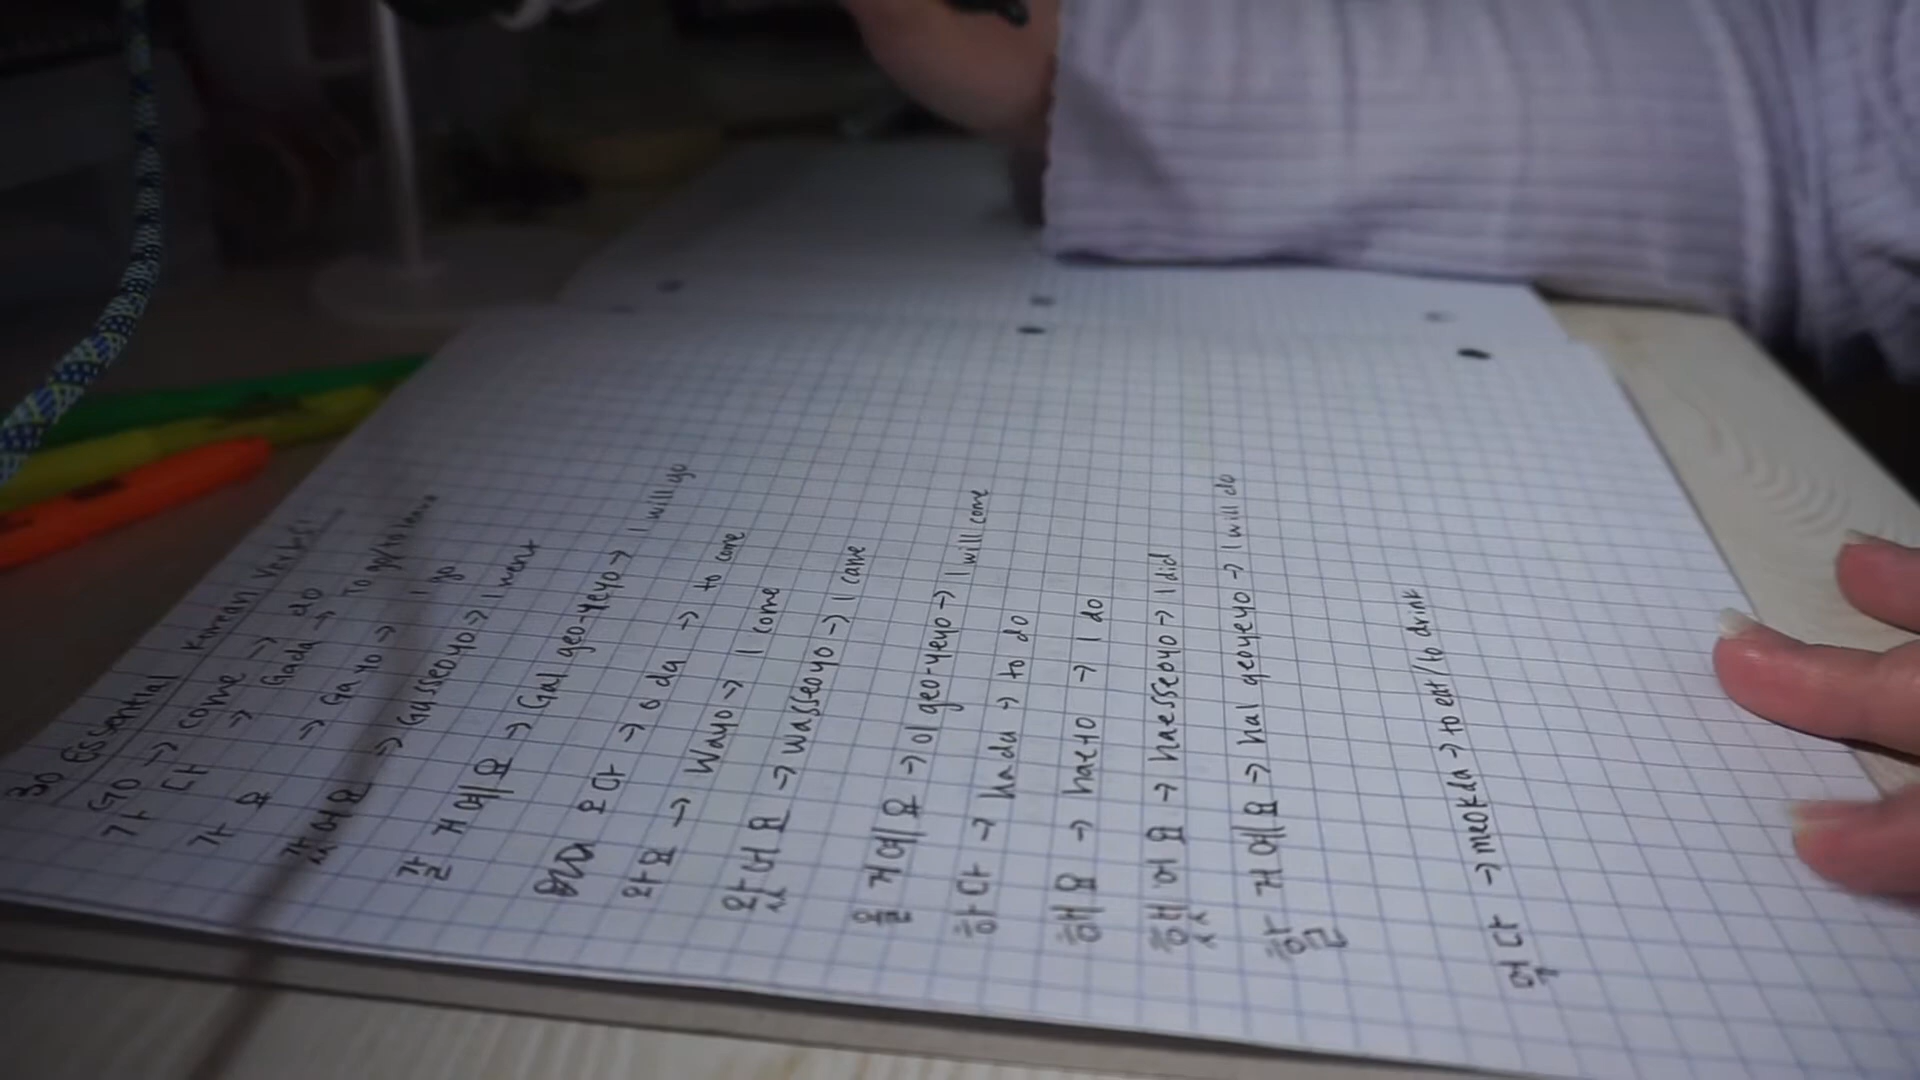 30 Essential Korean Verbs
Go → Come → do
가 다 → Gada → To go/to leave
가 요 → Gayo → I go
갔어요 → Gasseoyo → I went
갈 거예요 → Gal geo-yeyo → I will go
오다 → o da → to come
와요 → Wayo → I come
왔어요 → wasseoyo → I came
올 거예요 → ol geo-yeyo → I will come
하다 → hada → to do
해요 → haeyo → I do
했어요 → haesseoyo → I did
할 거예요 → hal geoyeyo → I will do
먹다 → meokda → to eat/to drink